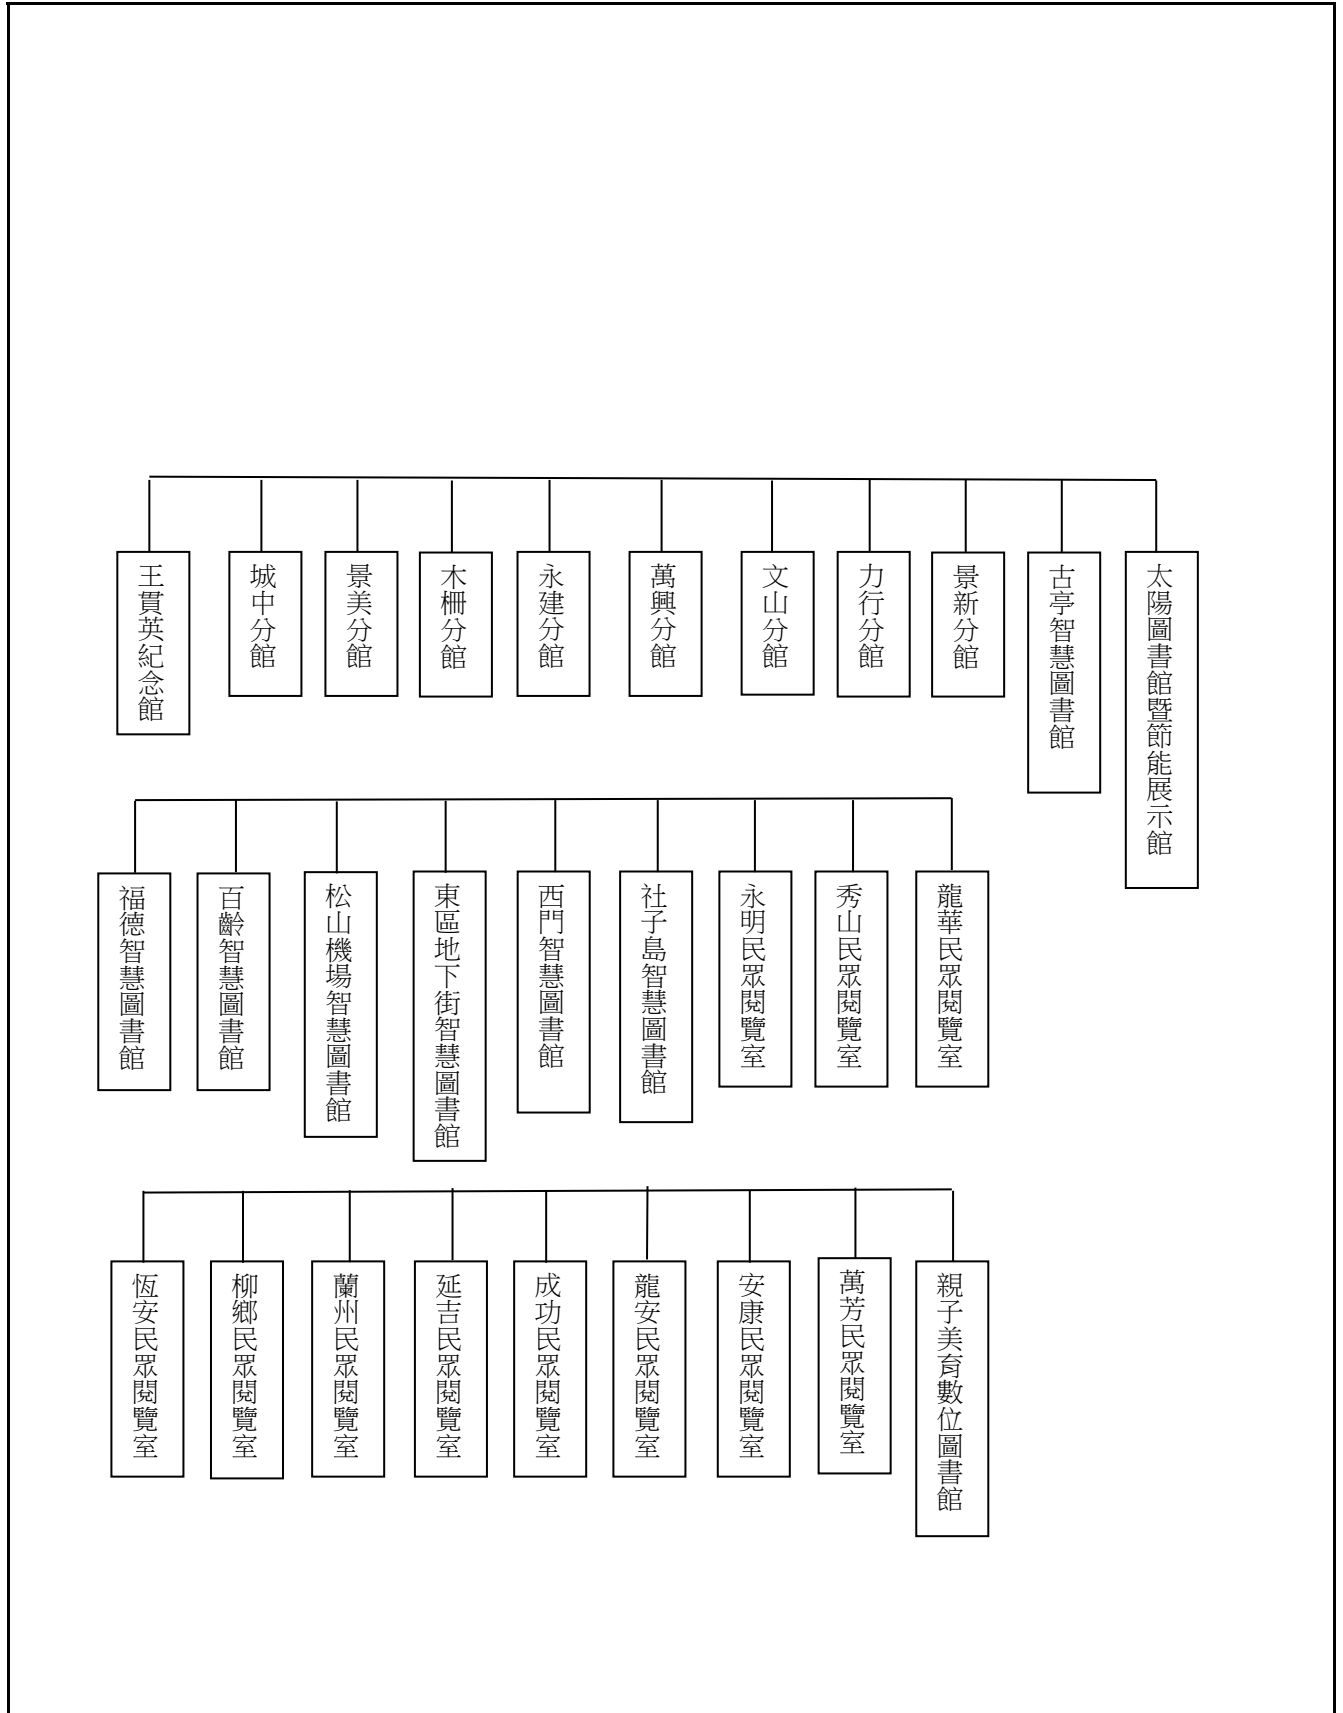 王貫英紀念館
城中分館
景美分館
木柵分館
永建分館
萬興分館
文山分館
力行分館
景新分館
古亭智慧圖書館
太陽圖書館暨節能展示館
福德智慧圖書館
百齡智慧圖書館
松山機場智慧圖書館
東區地下街智慧圖書館
西門智慧圖書館
社子島智慧圖書館
永明民眾閱覽室
秀山民眾閱覽室
龍華民眾閱覽室
恆安民眾閱覽室
柳鄉民眾閱覽室
蘭州民眾閱覽室
延吉民眾閱覽室
成功民眾閱覽室
龍安民眾閱覽室
安康民眾閱覽室
萬芳民眾閱覽室
親子美育數位圖書館